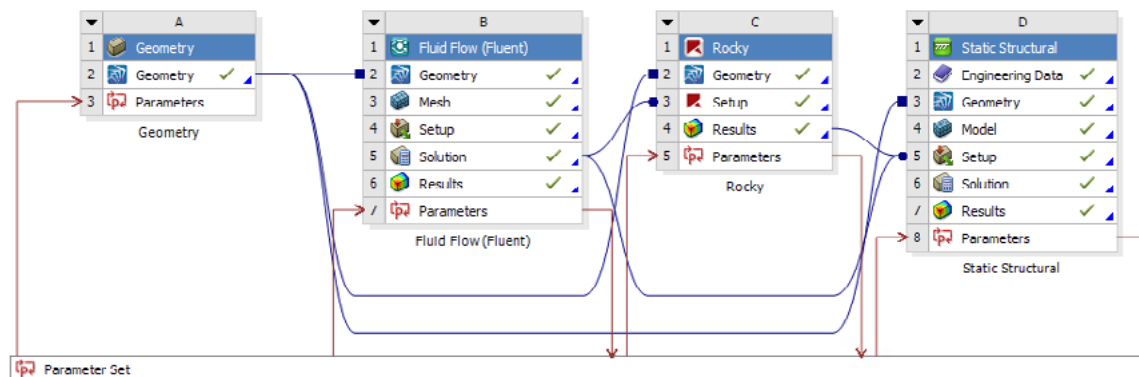 A
1 Geometry
2 Geometry
3 Parameters
Geometry
B
1 Fluid Flow (Fluent)
2 Geometry
3 Mesh
4 Setup
5 Solution
6 Results
7 Parameters
Fluid Flow (Fluent)
C
1 Rocky
2 Geometry
3 Setup
4 Results
5 Parameters
Rocky
D
1 Static Structural
2 Engineering Data
3 Geometry
4 Model
5 Setup
6 Solution
7 Results
8 Parameters
Static Structural
Parameter Set